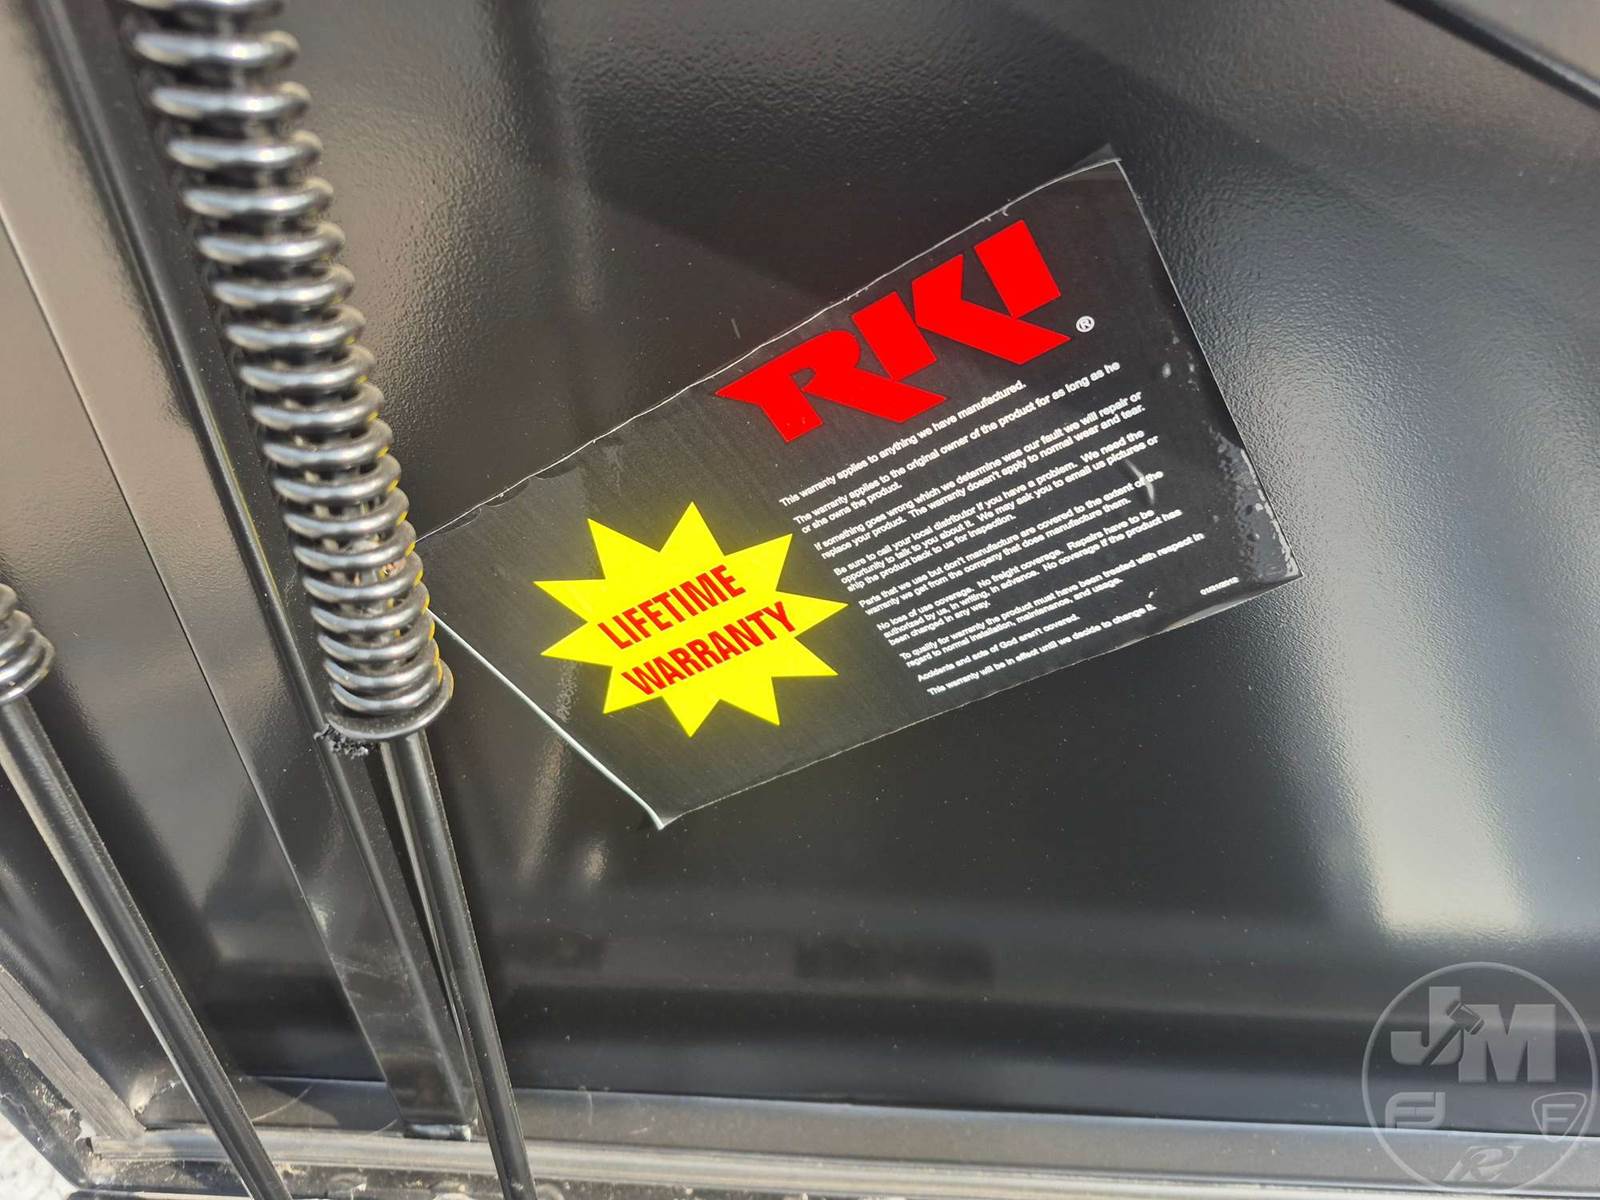 RKI ®
LIFETIME
WARRANTY
This warranty applies to anything we have manufactured.
The warranty applies to the original owner of the product for as long as he
or she owns the product.
If something goes wrong which we determine was our fault we will repair or
replace your product. The warranty doesn't apply to normal wear and tear.
Be sure to call your local distributor if you have a problem. We need the
opportunity to talk to you about it. We may ask you to email us pictures or
ship the product back to us for inspection.
Parts that we use but don't manufacture are covered to the extent of the
warranty we get from the company that does manufacture them.
No loss of use coverage. No freight coverage. Repairs have to be
authorized by us, in writing, in advance. No coverage if the product has
been changed in any way.
To qualify for warranty the product must have been treated with respect in
regard to normal installation, maintenance, and usage.
Accidents and acts of God aren't covered.
This warranty will be in effect until we decide to change it.
JM
F